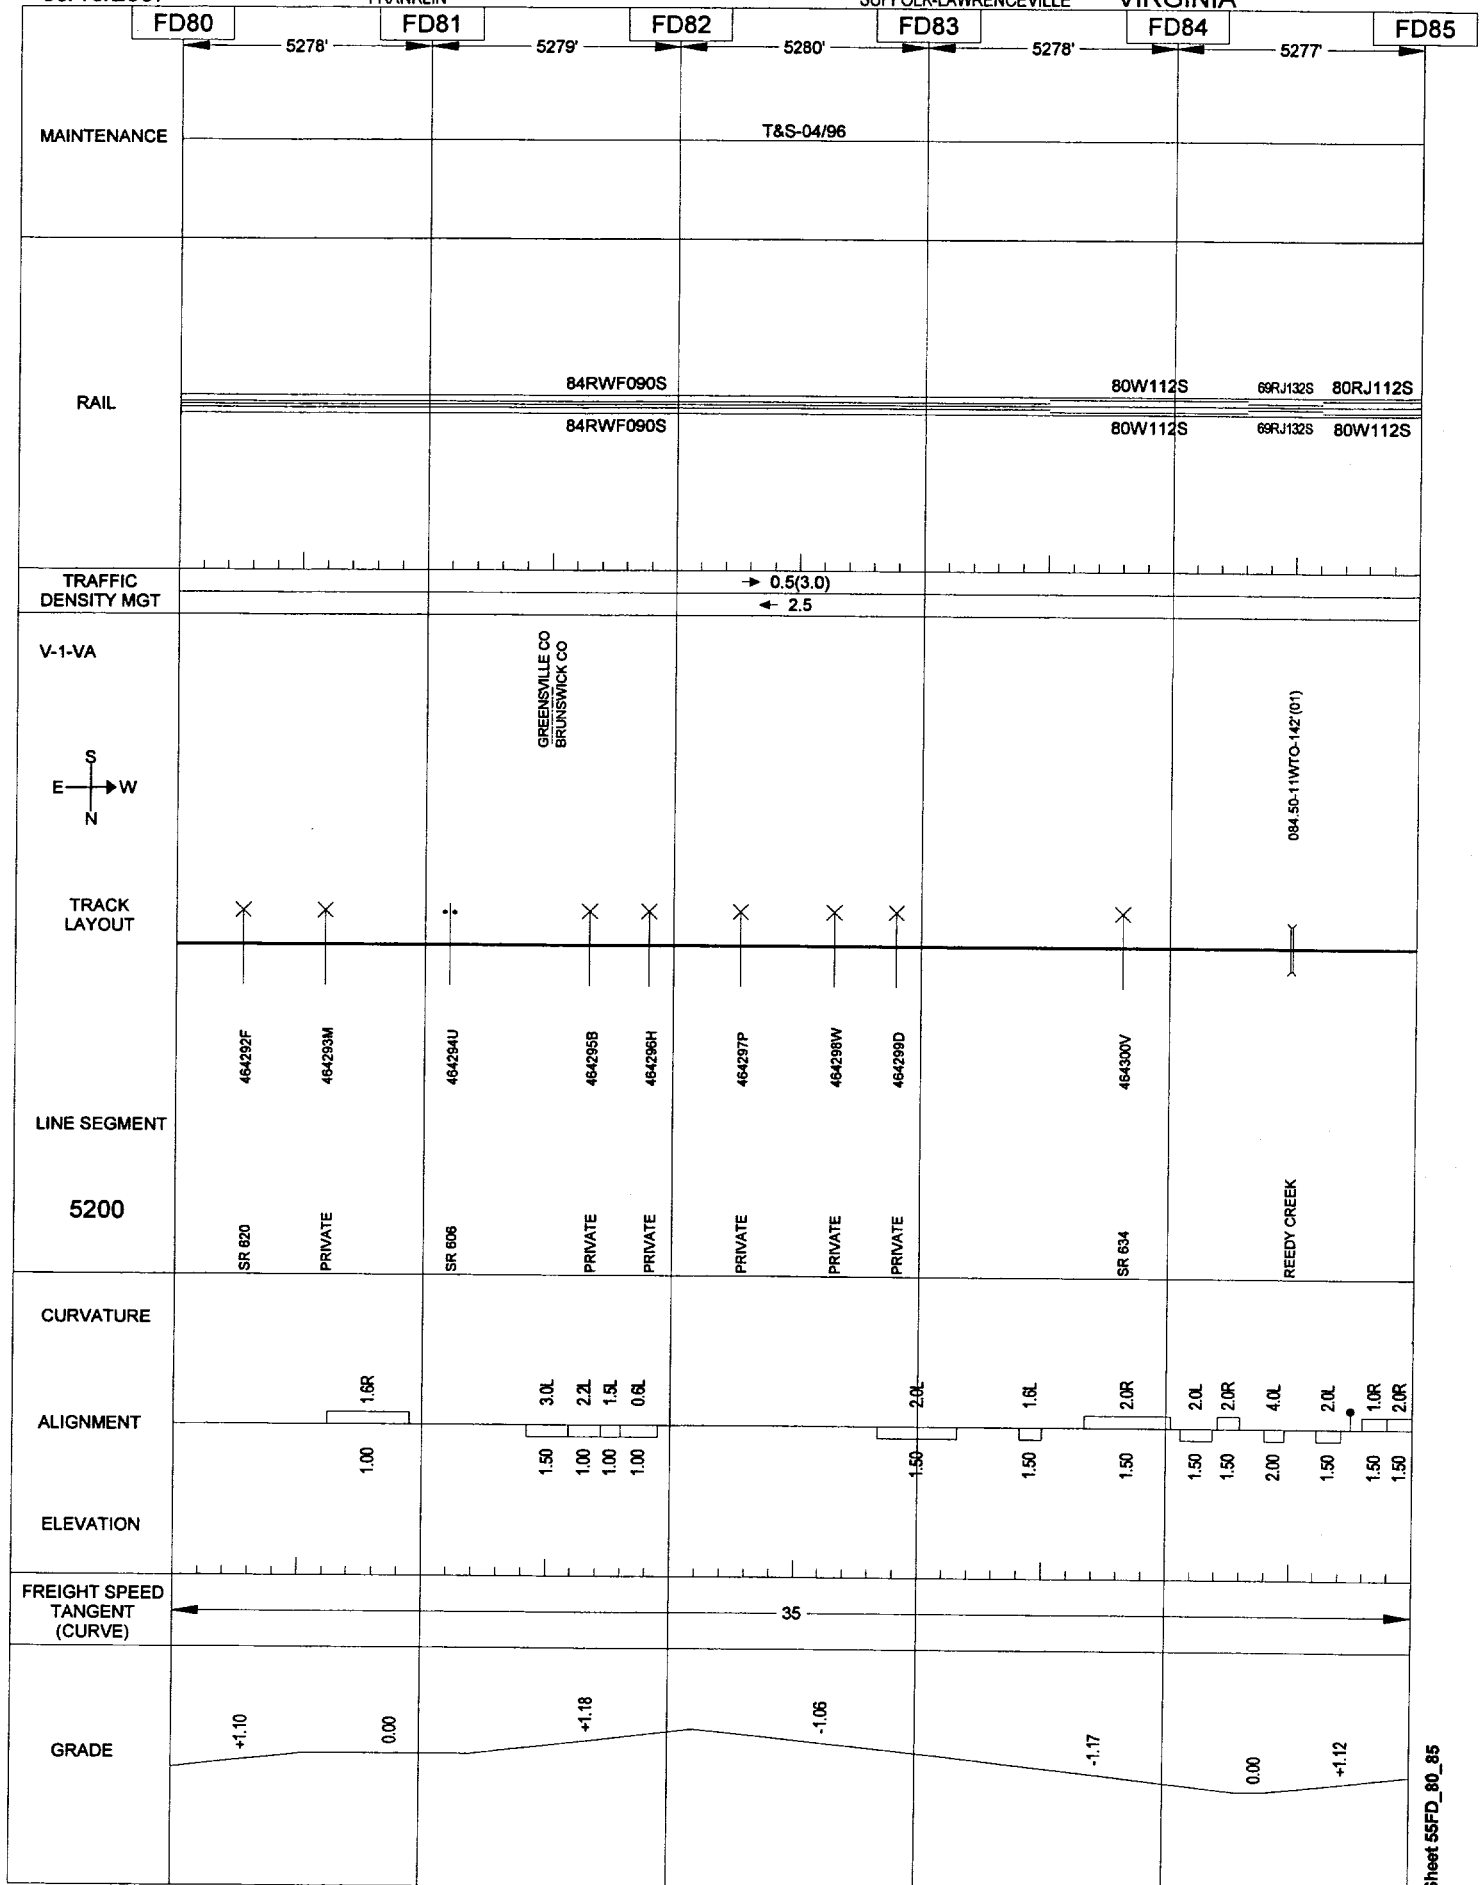 FRANKLIN
SUFFOLK-LAWRENCEVILLE
VIRGINIA
FD80
FD81
FD82
FD83
FD84
FD85
5278'
5279'
5280'
5278'
5277'
MAINTENANCE
T&S-04/96
RAIL
84RWF090S
80W112S
69RJ132S
80RJ112S
84RWF090S
80W112S
69RJ132S
80W112S
TRAFFIC
DENSITY MGT
0.5(3.0)
2.5
V-1-VA
GREENSVILLE CO
BRUNSWICK CO
084.50-11WTO-142'(01)
S
E
W
N
TRACK
LAYOUT
464292F
464293M
464294U
464295B
464296H
464297P
464298W
464299D
464300V
LINE SEGMENT
5200
SR 620
PRIVATE
SR 606
PRIVATE
PRIVATE
PRIVATE
PRIVATE
PRIVATE
SR 634
REEDY CREEK
CURVATURE
1.6R
3.0L
2.2L
1.5L
0.6L
2.0L
1.6L
2.0R
2.0L
2.0R
4.0L
2.0L
1.0R
2.0R
ALIGNMENT
1.00
1.50
1.00
1.00
1.00
1.50
1.50
1.50
1.50
1.50
2.00
1.50
1.50
1.50
ELEVATION
FREIGHT SPEED
TANGENT
(CURVE)
35
GRADE
+1.10
0.00
+1.18
-1.06
-1.17
0.00
+1.12
Sheet 55FD_80_85